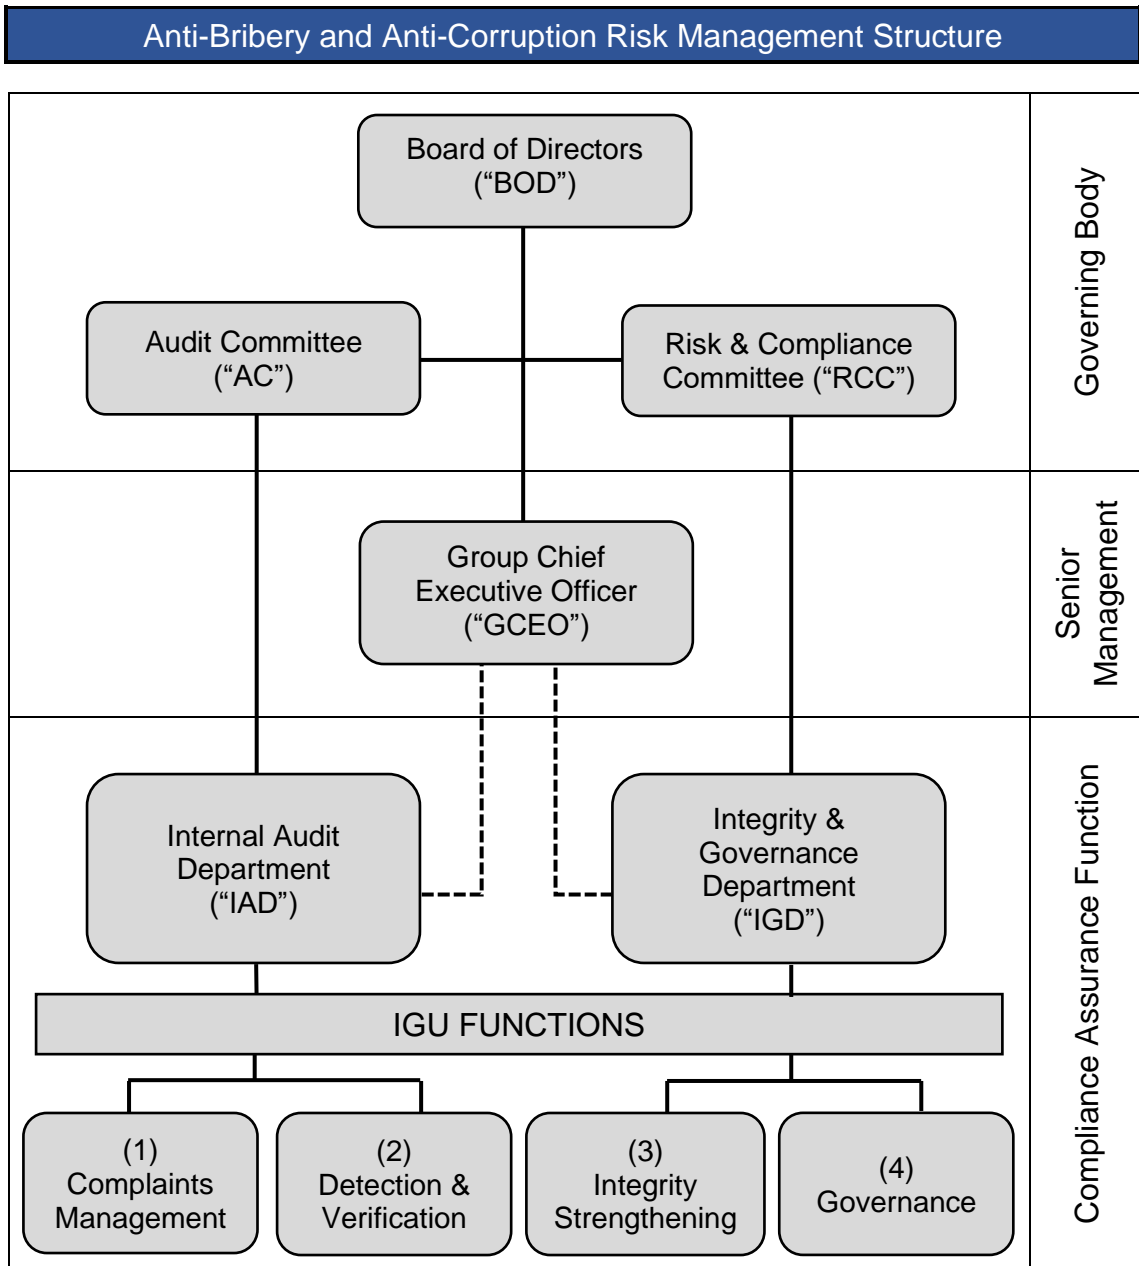 Anti-Bribery and Anti-Corruption Risk Management Structure
Board of Directors
(“BOD”)
Governing Body
Audit Committee
(“AC”)
Risk & Compliance
Committee (“RCC”)
Group Chief
Executive Officer
(“GCEO”)
Senior
Management
Internal Audit
Department
(“IAD”)
Integrity &
Governance
Department
(“IGD”)
Compliance Assurance Function
IGU FUNCTIONS
(1)
Complaints
Management
(2)
Detection &
Verification
(3)
Integrity
Strengthening
(4)
Governance